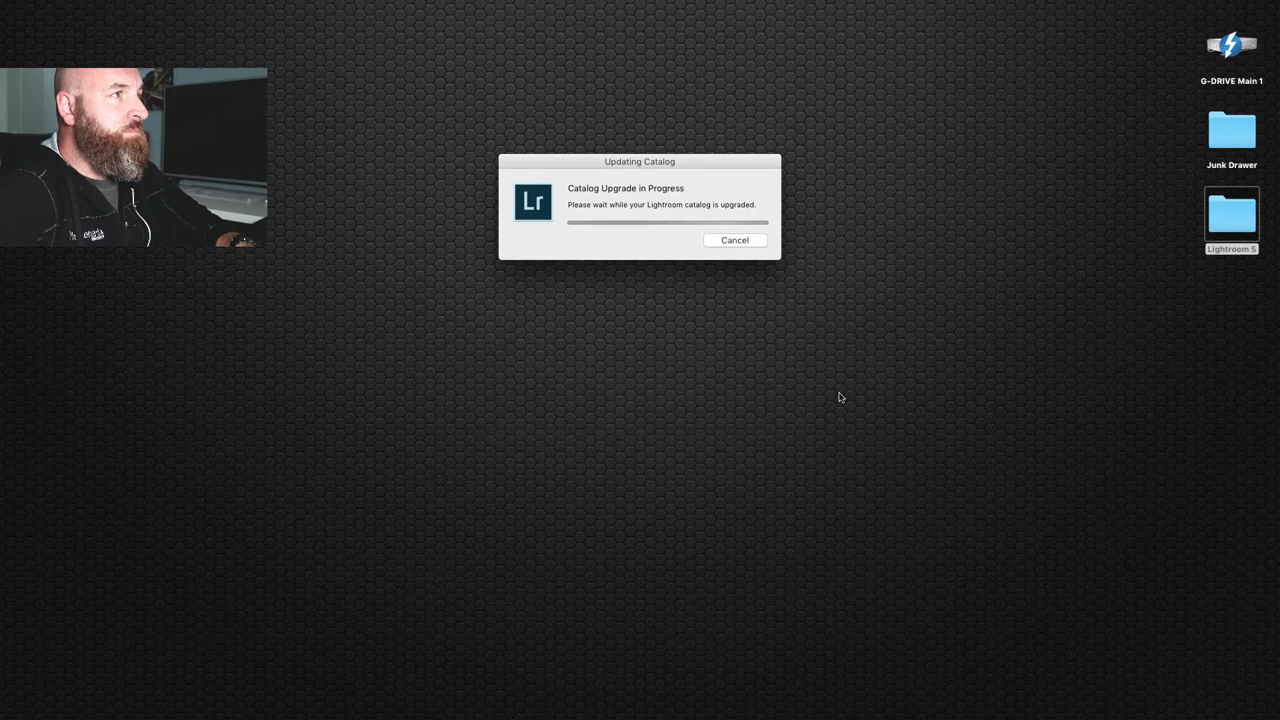 G-DRIVE Main 1
Junk Drawer
Lightroom 5
Updating Catalog
Lr
Catalog Upgrade in Progress
Please wait while your Lightroom catalog is upgraded.
Cancel